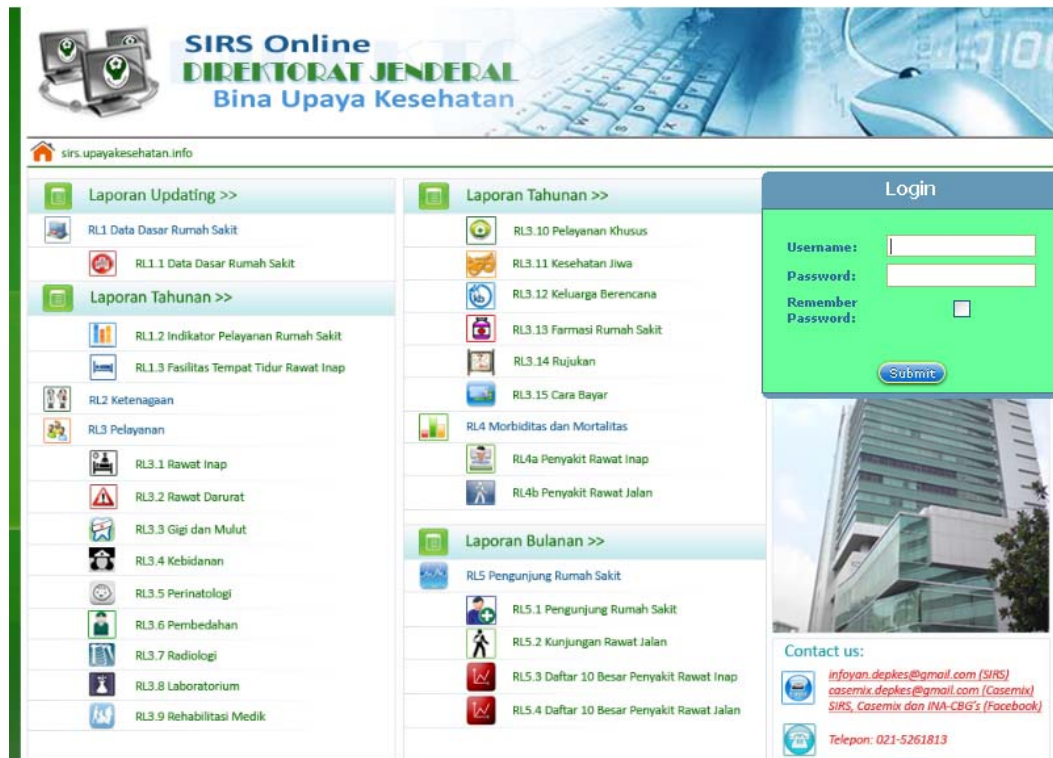 SIRS Online
DIREKTORAT JENDERAL
Bina Upaya Kesehatan
sirs.upayakesehatan.info
Laporan Updating >>
RL1 Data Dasar Rumah Sakit
RL1.1 Data Dasar Rumah Sakit
Laporan Tahunan >>
RL1.2 Indikator Pelayanan Rumah Sakit
RL1.3 Fasilitas Tempat Tidur Rawat Inap
RL2 Ketenagaan
RL3 Pelayanan
RL3.1 Rawat Inap
RL3.2 Rawat Darurat
RL3.3 Gigi dan Mulut
RL3.4 Kebidanan
RL3.5 Perinatologi
RL3.6 Pembedahan
RL3.7 Radiologi
RL3.8 Laboratorium
RL3.9 Rehabilitasi Medik
Laporan Tahunan >>
RL3.10 Pelayanan Khusus
RL3.11 Kesehatan Jiwa
RL3.12 Keluarga Berencana
RL3.13 Farmasi Rumah Sakit
RL3.14 Rujukan
RL3.15 Cara Bayar
RL4 Morbiditas dan Mortalitas
RL4a Penyakit Rawat Inap
RL4b Penyakit Rawat Jalan
Laporan Bulanan >>
RL5 Pengunjung Rumah Sakit
RL5.1 Pengunjung Rumah Sakit
RL5.2 Kunjungan Rawat Jalan
RL5.3 Daftar 10 Besar Penyakit Rawat Inap
RL5.4 Daftar 10 Besar Penyakit Rawat Jalan
Login
Username:
Password:
Remember
Password:
Submit
Contact us:
infoyan.depkes@gmail.com (SIRS)
casemix.depkes@gmail.com (Casemix)
SIRS, Casemix dan INA-CBG's (Facebook)
Telepon: 021-5261813